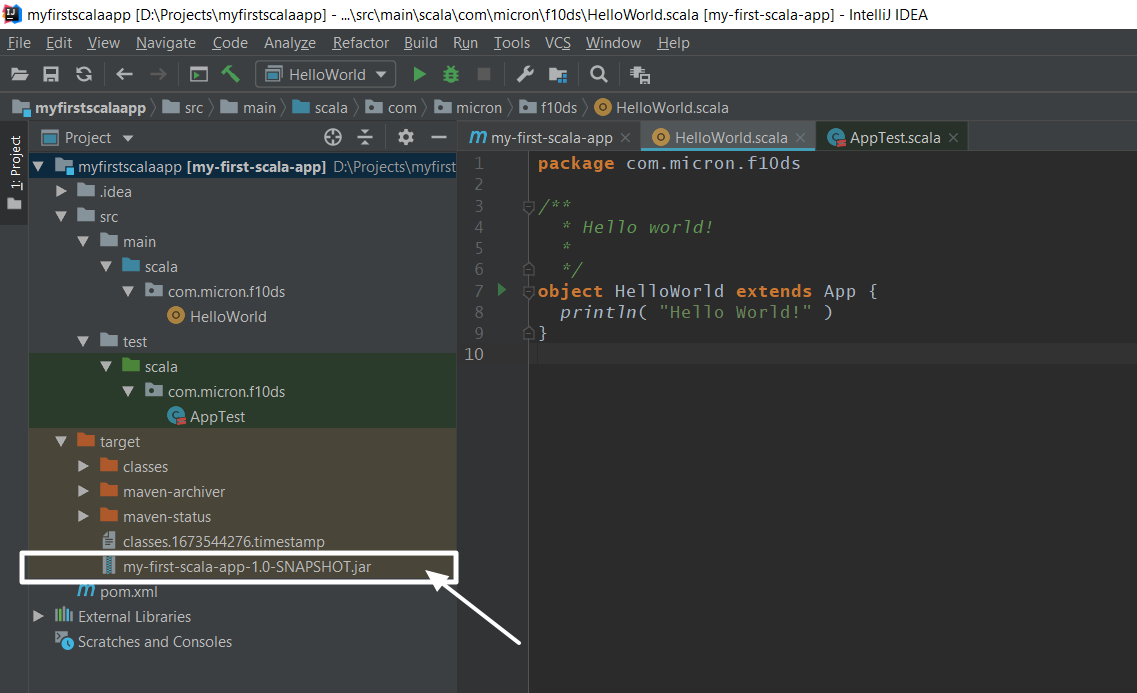 myfirstscalaapp [D:\Projects\myfirstscalaapp] - ...\src\main\scala\com\micron\f10ds\HelloWorld.scala [my-first-scala-app] - IntelliJ IDEA
File Edit View Navigate Code Analyze Refactor Build Run Tools VCS Window Help
HelloWorld
myfirstscalaapp src main scala com micron f10ds HelloWorld.scala
1: Project
Project
myfirstscalaapp [my-first-scala-app] D:\Projects\myfirst
.idea
src
main
scala
com.micron.f10ds
HelloWorld
test
scala
com.micron.f10ds
AppTest
target
classes
maven-archiver
maven-status
classes.1673544276.timestamp
my-first-scala-app-1.0-SNAPSHOT.jar
m pom.xml
External Libraries
Scratches and Consoles
m my-first-scala-app HelloWorld.scala AppTest.scala
1 package com.micron.f10ds
2
3 /**
4 * Hello world!
5 *
6 */
7 object HelloWorld extends App {
8 println( "Hello World!" )
9 }
10